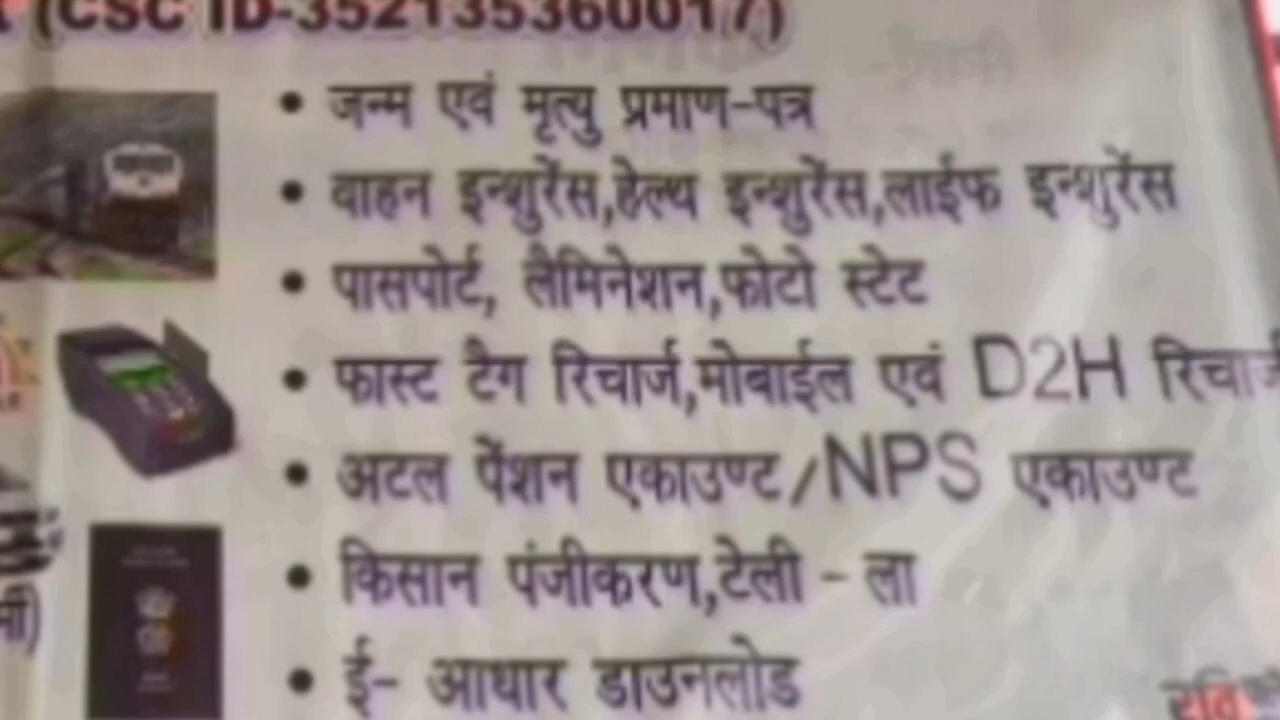 (CSC ID-352135360017)
• जन्म एवं मृत्यु प्रमाण-पत्र
• वाहन इन्शुरेंस,हेल्थ इन्शुरेंस,लाईफ इन्शुरेंस
• पासपोर्ट, लैमिनेशन,फोटो स्टेट
• फास्ट टैग रिचार्ज,मोबाईल एवं D2H रिचार्ज
• अटल पेंशन एकाउण्ट/NPS एकाउण्ट
• किसान पंजीकरण,टेली - ला
• ई- आधार डाउनलोड